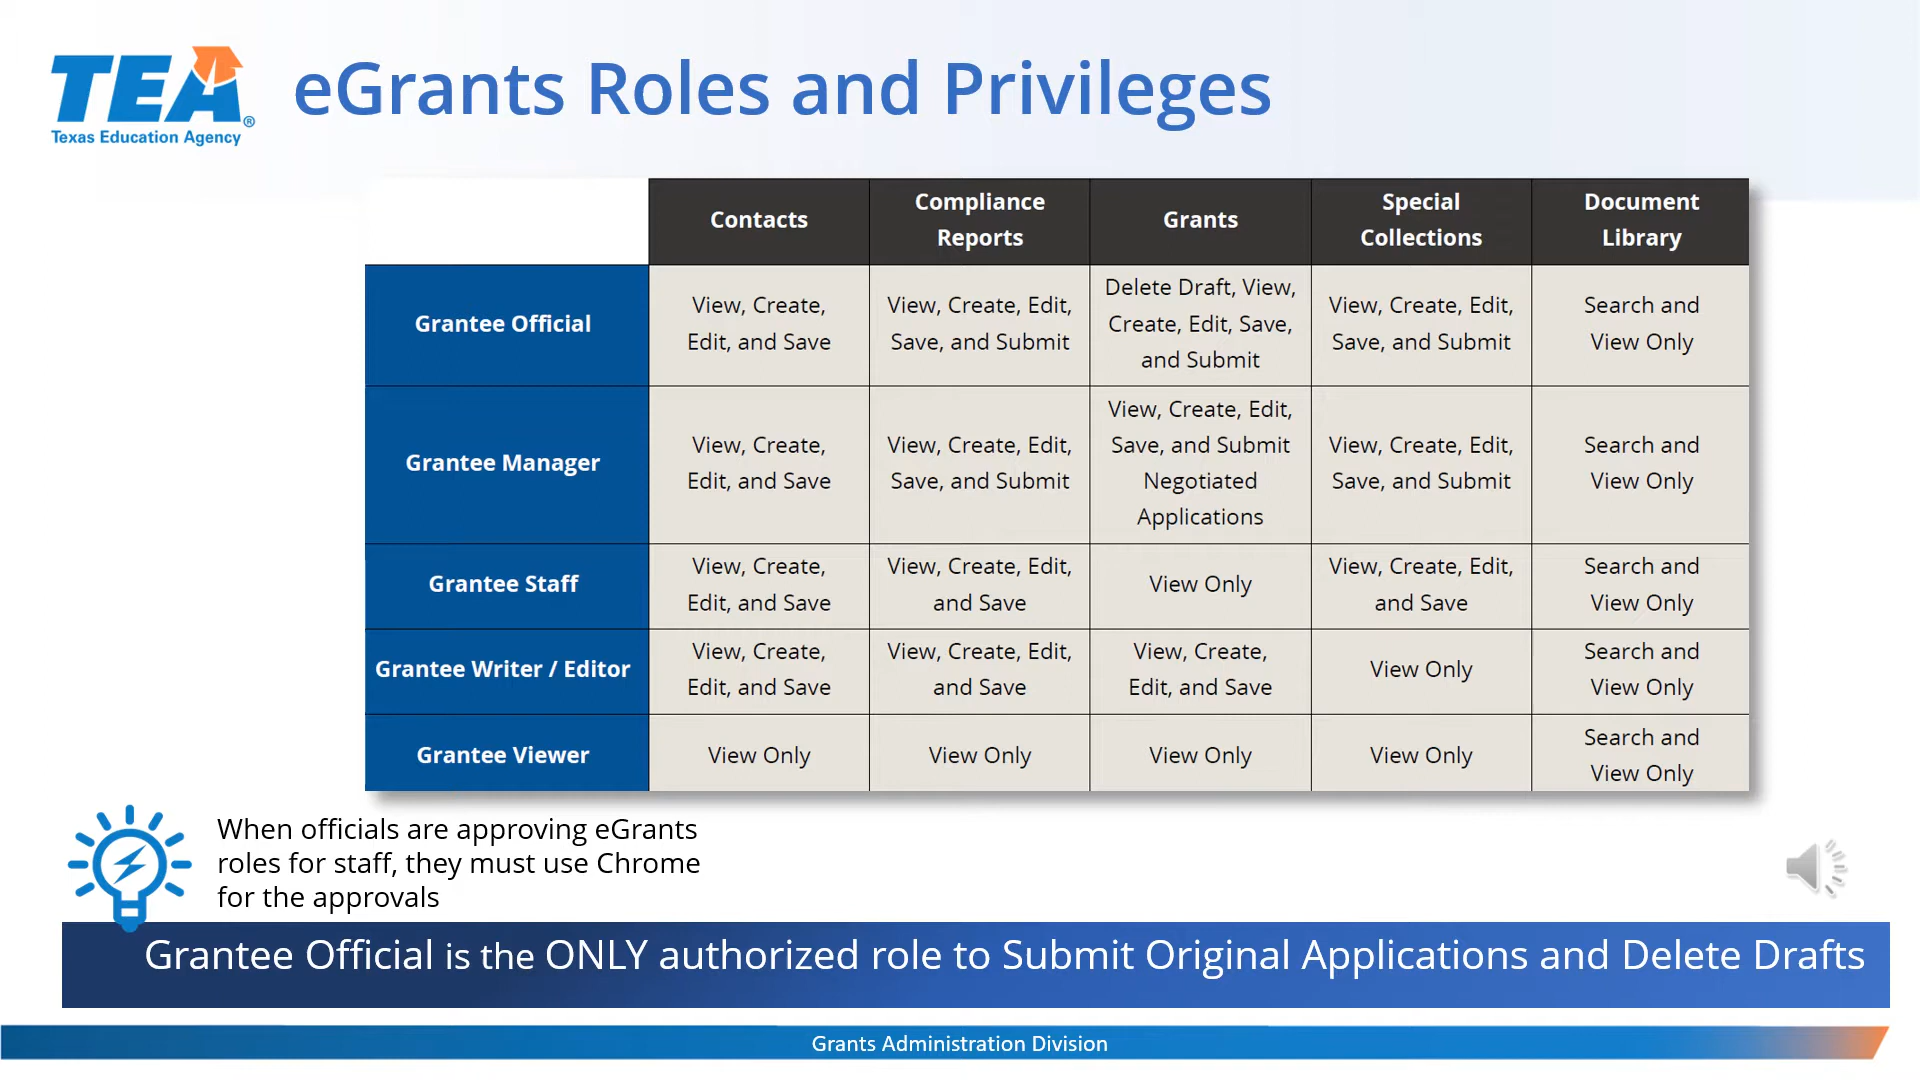 TEA®
Texas Education Agency
eGrants Roles and Privileges
Contacts
Compliance
Reports
Grants
Special
Collections
Document
Library
Grantee Official
View, Create,
Edit, and Save
View, Create, Edit,
Save, and Submit
Delete Draft, View,
Create, Edit, Save,
and Submit
View, Create, Edit,
Save, and Submit
Search and
View Only
Grantee Manager
View, Create,
Edit, and Save
View, Create, Edit,
Save, and Submit
View, Create, Edit,
Save, and Submit
Negotiated
Applications
View, Create, Edit,
Save, and Submit
Search and
View Only
Grantee Staff
View, Create,
Edit, and Save
View, Create, Edit,
and Save
View Only
View, Create, Edit,
and Save
Search and
View Only
Grantee Writer / Editor
View, Create,
Edit, and Save
View, Create, Edit,
and Save
View, Create,
Edit, and Save
View Only
Search and
View Only
Grantee Viewer
View Only
View Only
View Only
View Only
Search and
View Only
When officials are approving eGrants
roles for staff, they must use Chrome
for the approvals
Grantee Official is the ONLY authorized role to Submit Original Applications and Delete Drafts
Grants Administration Division